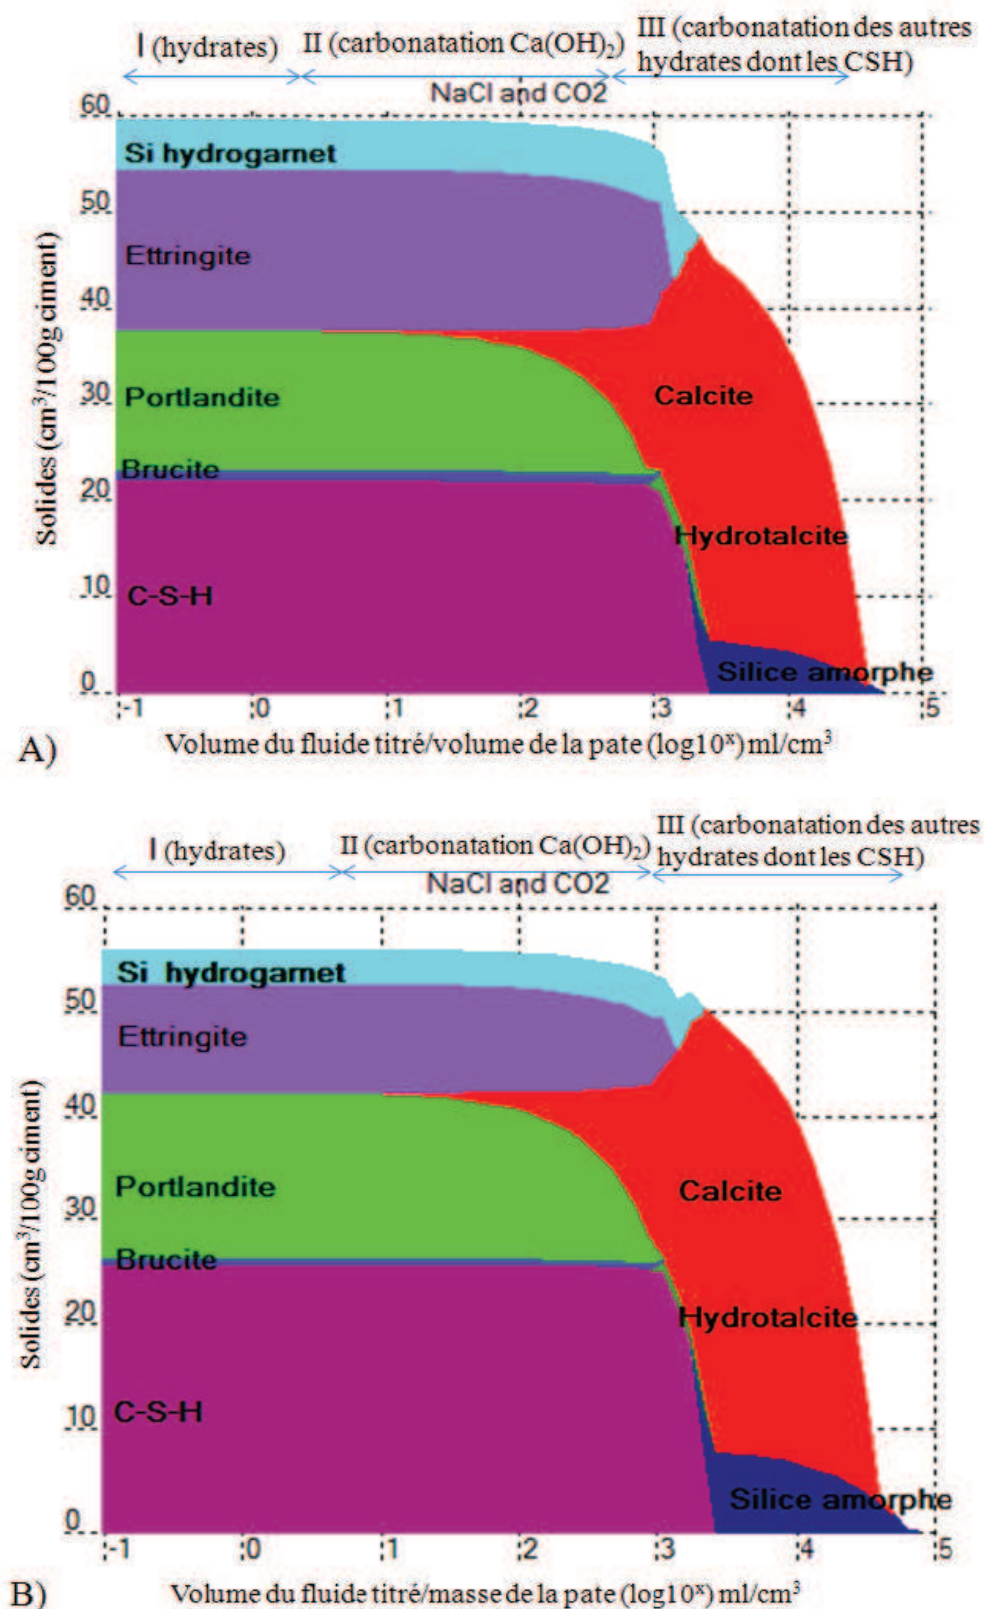 I (hydrates)
II (carbonatation Ca(OH)₂)
III (carbonatation des autres
hydrates dont les CSH)
NaCl and CO2
60
50
40
30
20
10
0
Solides (cm³/100g ciment)
Si hydrogarnet
Ettringite
Portlandite
Brucite
C-S-H
Calcite
Hydrotalcite
Silice amorphe
-1 0 1 2 3 4 5
A)
Volume du fluide titré/volume de la pate (log10ˣ) ml/cm³
I (hydrates)
II (carbonatation Ca(OH)₂)
III (carbonatation des autres
hydrates dont les CSH)
NaCl and CO2
60
50
40
30
20
10
0
Solides (cm³/100g ciment)
Si hydrogarnet
Ettringite
Portlandite
Brucite
C-S-H
Calcite
Hydrotalcite
Silice amorphe
-1 0 1 2 3 4 5
B)
Volume du fluide titré/masse de la pate (log10ˣ) ml/cm³